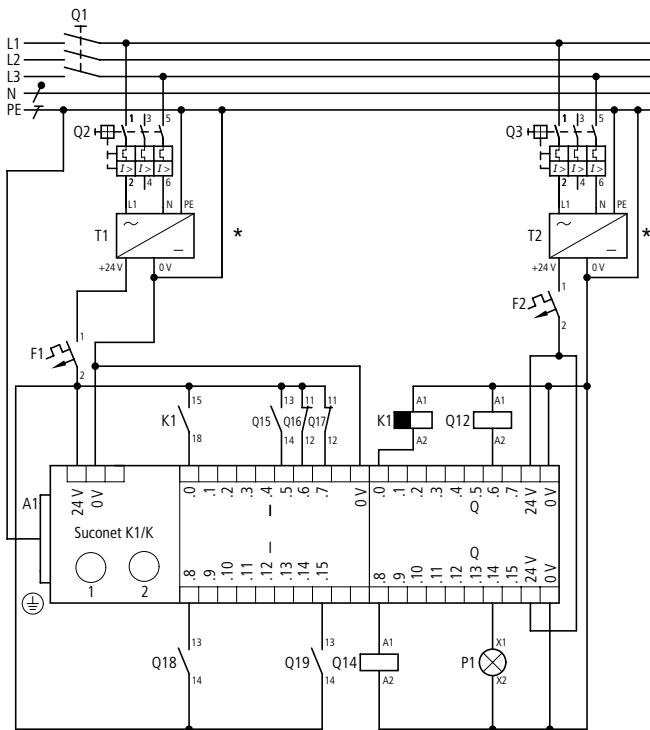 Q1
L1
L2
L3
N
PE
Q2
1 3 5
I > I > I >
2 4 6
L1 N PE
T1
~
–
*
+24 V 0 V
Q3
1 3 5
I > I > I >
2 4 6
L1 N PE
T2
~
–
*
+24 V 0 V
F1
1
2
F2
1
2
K1
15
18
Q15
13
14
Q16
11
12
Q17
11
12
K1
A1
A2
Q12
A1
A2
A1
24 V
0 V
.0 .1 .2 .3 .4 .5 .6 .7 0 V
I
.0 .1 .2 .3 .4 .5 .6 .7 24 V 0 V
Q
Suconet K1/K
1 2
I
.8 .9 .10 .11 .12 .13 .14 .15
Q
.8 .9 .10 .11 .12 .13 .14 .15 24 V 0 V
Q18
13
14
Q19
13
14
Q14
A1
A2
P1
X1
X2